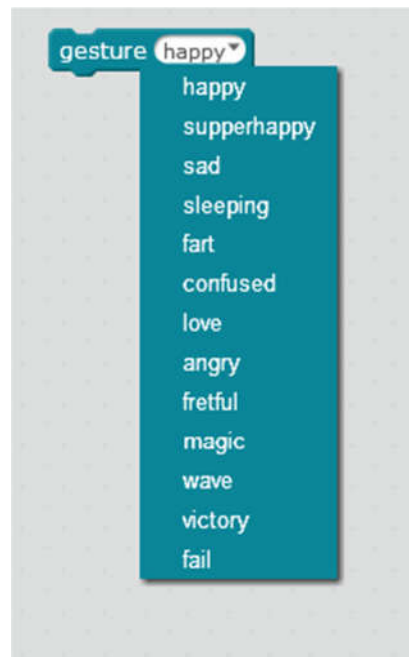 gesture happy
happy
supperhappy
sad
sleeping
fart
confused
love
angry
fretful
magic
wave
victory
fail